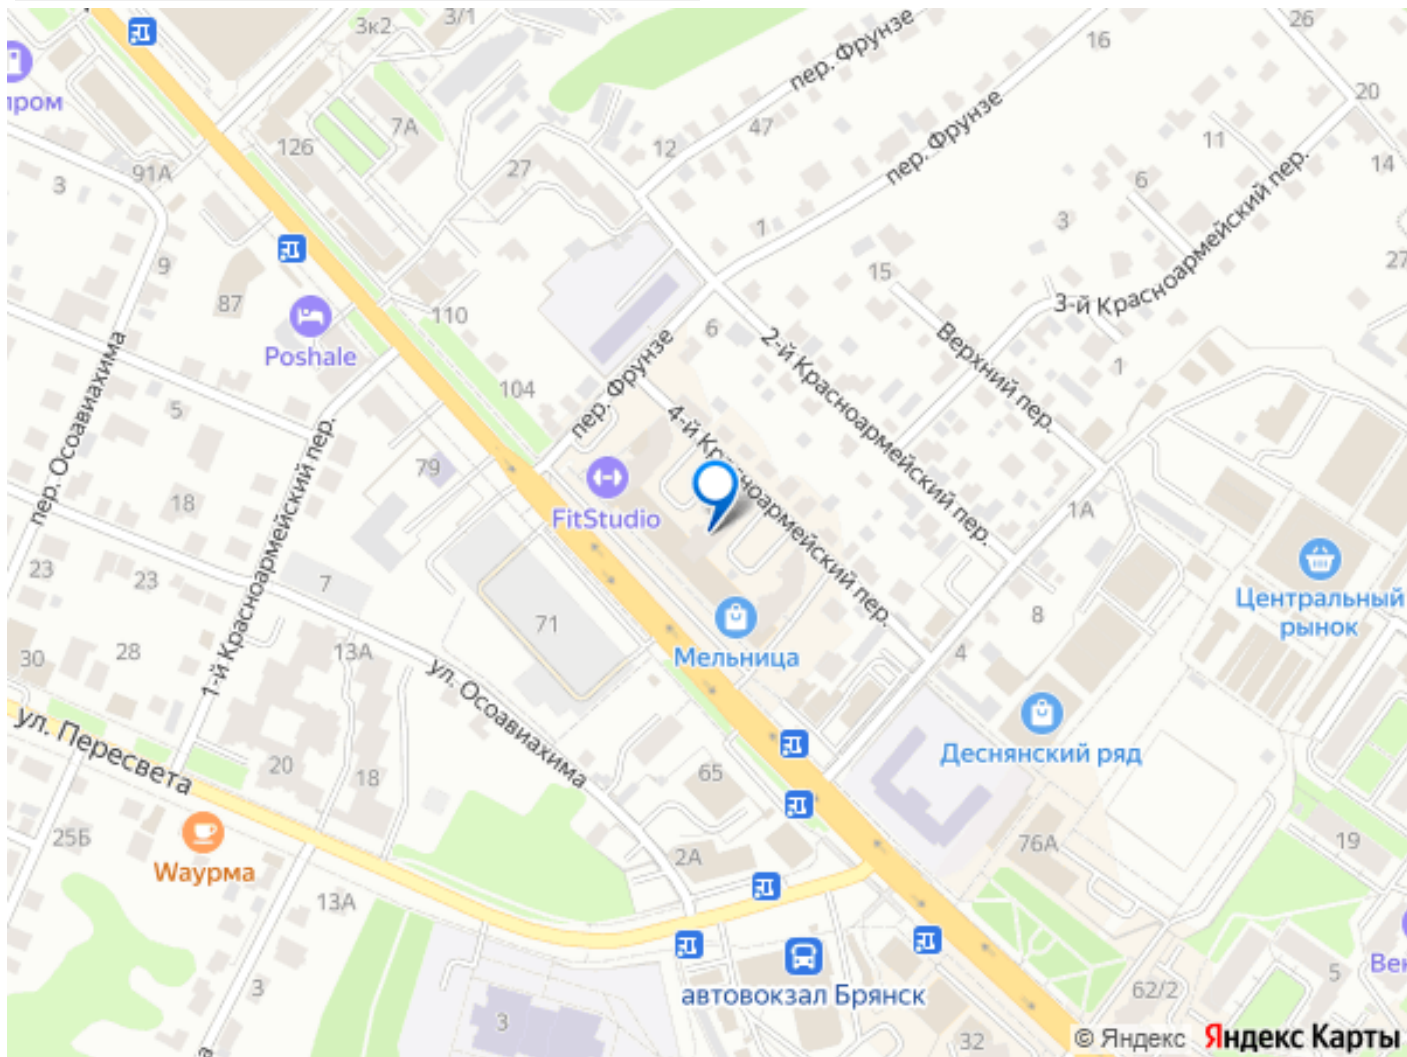 3к2
3/1
26
16
пер. Фрунзе
20
пром
126
7А
47
12
пер. Фрунзе
11
14
91А
3
27
6
3-й Красноармейский пер.
3
1
9
15
27
87
110
Poshale
6
2-й Красноармейский пер.
Верхний пер.
1
пер. Осоавиахима
пер. Фрунзе
104
5
4-й Красноармейский пер.
1-й Красноармейский пер.
79
18
FitStudio
1А
23
23
7
Центральный
рынок
71
8
28
30
13А
Мельница
4
ул. Осоавиахима
ул. Пересвета
20
18
65
Деснянский ряд
25Б
Wаурма
2А
76А
19
13А
3
3
автовокзал Брянск
62/2
5
Век
32
© Яндекс Яндекс Карты